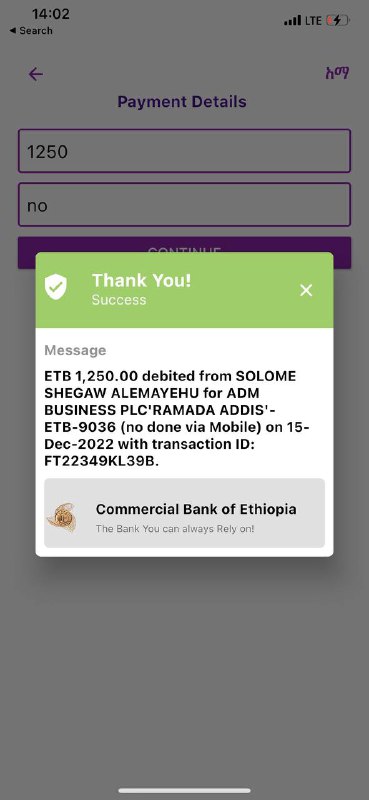 14:02
LTE
◄ Search
አማ
Payment Details
1250
no
CONTINUE
Thank You!
Success
Message
ETB 1,250.00 debited from SOLOME
SHEGAW ALEMAYEHU for ADM
BUSINESS PLC'RAMADA ADDIS'-
ETB-9036 (no done via Mobile) on 15-
Dec-2022 with transaction ID:
FT22349KL39B.
Commercial Bank of Ethiopia
The Bank You can always Rely on!